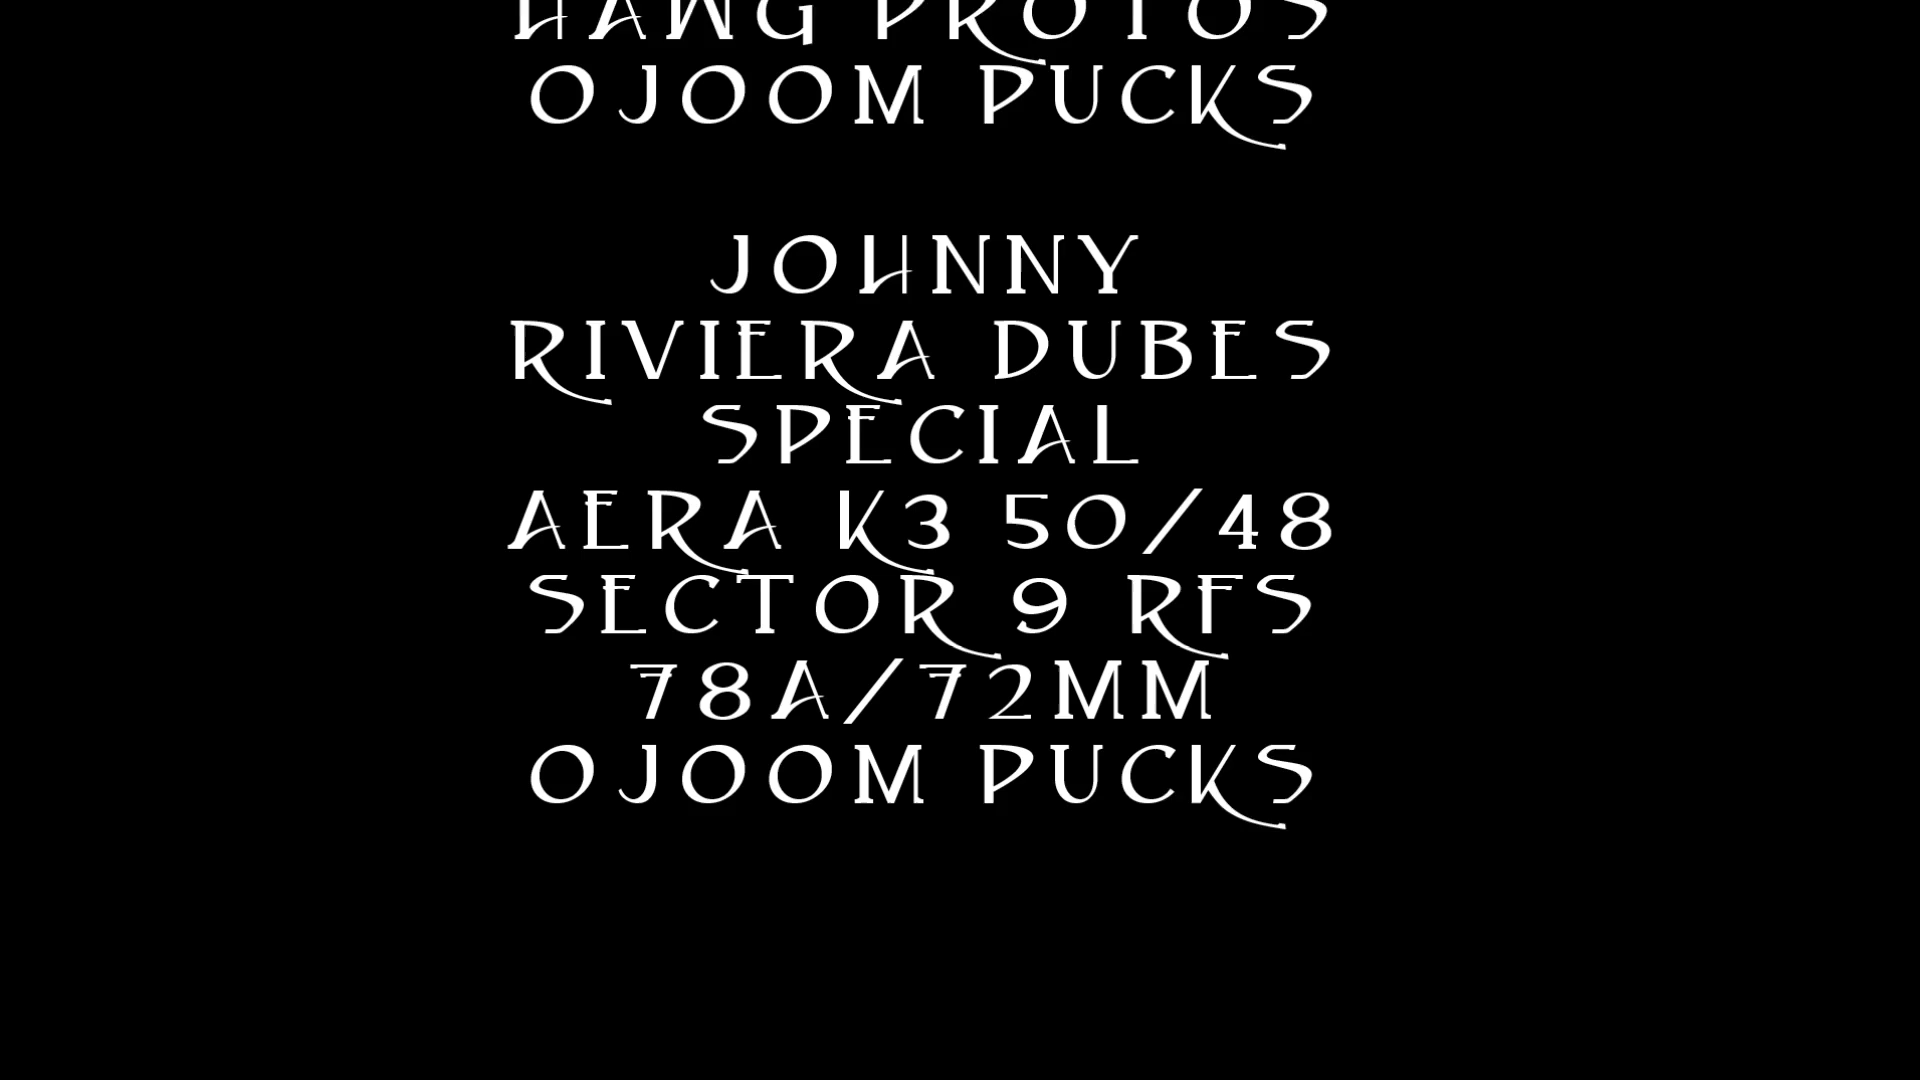 HAWG PROTOS
OJOOM PUCKS
JOHNNY
RIVIERA DUBES
SPECIAL
AERA K3 50/48
SECTOR 9 RFS
78A/72MM
OJOOM PUCKS